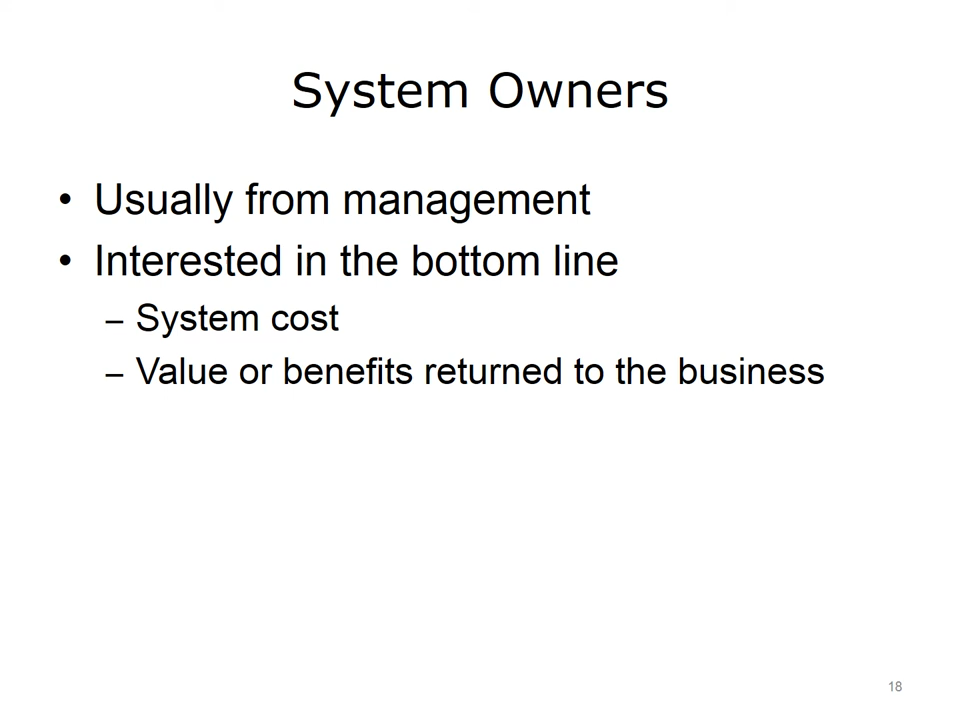 System Owners
• Usually from management
• Interested in the bottom line
– System cost
– Value or benefits returned to the business
18